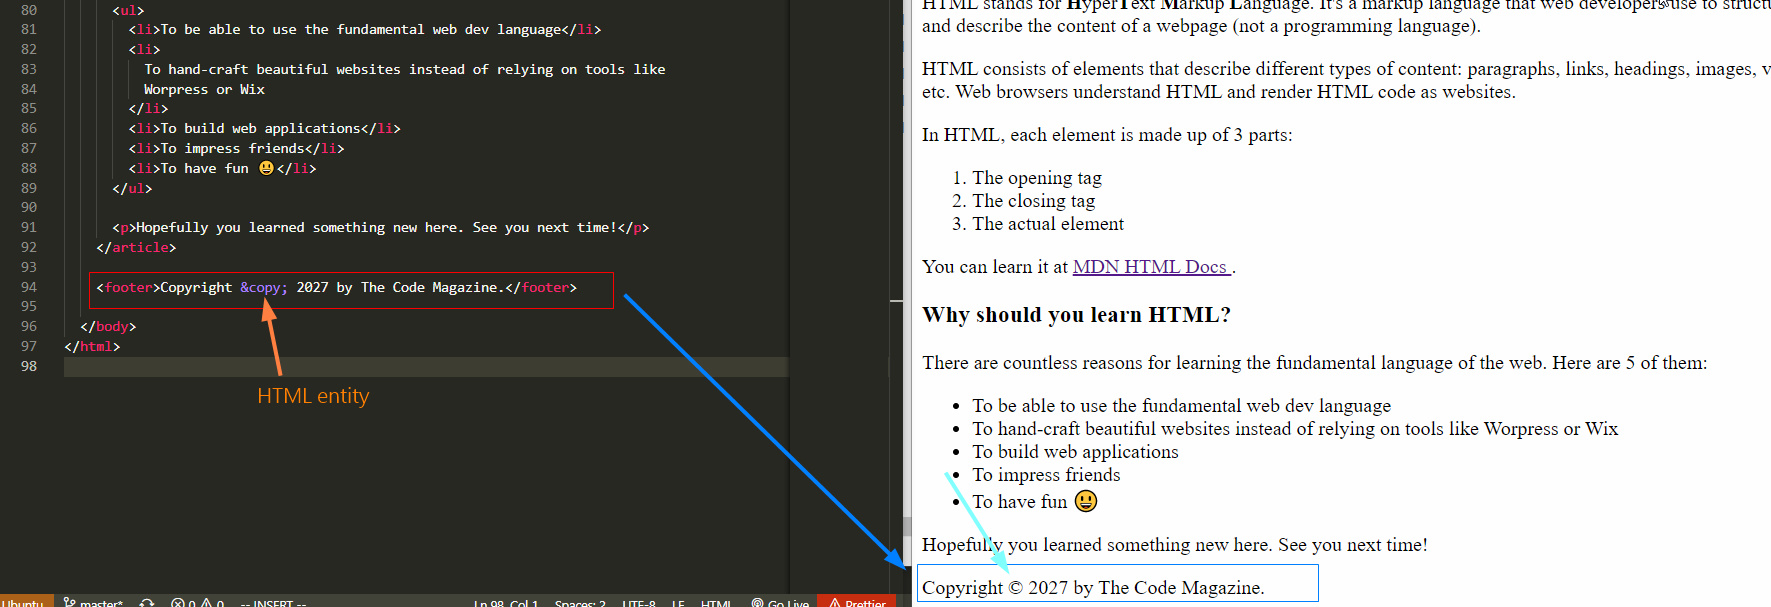 80 <ul>
81 <li>To be able to use the fundamental web dev language</li>
82 <li>
83 To hand-craft beautiful websites instead of relying on tools like
84 Worpress or Wix
85 </li>
86 <li>To build web applications</li>
87 <li>To impress friends</li>
88 <li>To have fun 😃</li>
89 </ul>
90
91 <p>Hopefully you learned something new here. See you next time!</p>
92 </article>
93
94 <footer>Copyright &copy; 2027 by The Code Magazine.</footer>
95
96 </body>
97 </html>
98
HTML entity
Ubuntu master* 0 0 -- INSERT -- Ln 98, Col 1 Spaces: 2 UTF-8 LF HTML Go Live Prettier
HTML stands for HyperText Markup Language. It's a markup language that web developers use to
and describe the content of a webpage (not a programming language).
HTML consists of elements that describe different types of content: paragraphs, links, headings, images,
etc. Web browsers understand HTML and render HTML code as websites.
In HTML, each element is made up of 3 parts:
1. The opening tag
2. The closing tag
3. The actual element
You can learn it at MDN HTML Docs .
Why should you learn HTML?
There are countless reasons for learning the fundamental language of the web. Here are 5 of them:
• To be able to use the fundamental web dev language
• To hand-craft beautiful websites instead of relying on tools like Worpress or Wix
• To build web applications
• To impress friends
• To have fun 😃
Hopefully you learned something new here. See you next time!
Copyright © 2027 by The Code Magazine.